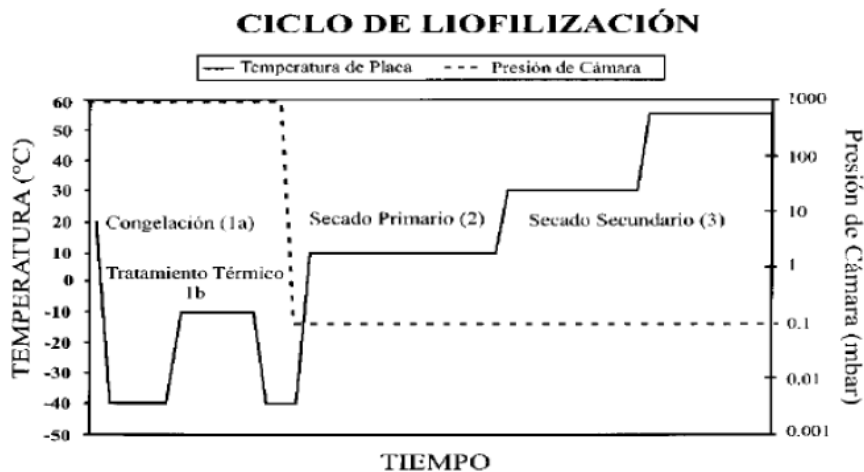 CICLO DE LIOFILIZACIÓN
Temperatura de Placa
Presión de Cámara
TEMPERATURA (°C)
60
50
40
30
20
10
0
-10
-20
-30
-40
-50
Congelación (1a)
Tratamiento Térmico
1b
Secado Primario (2)
Secado Secundario (3)
1000
100
10
1
0.1
0.01
0.001
Presión de Cámara (mbar)
TIEMPO